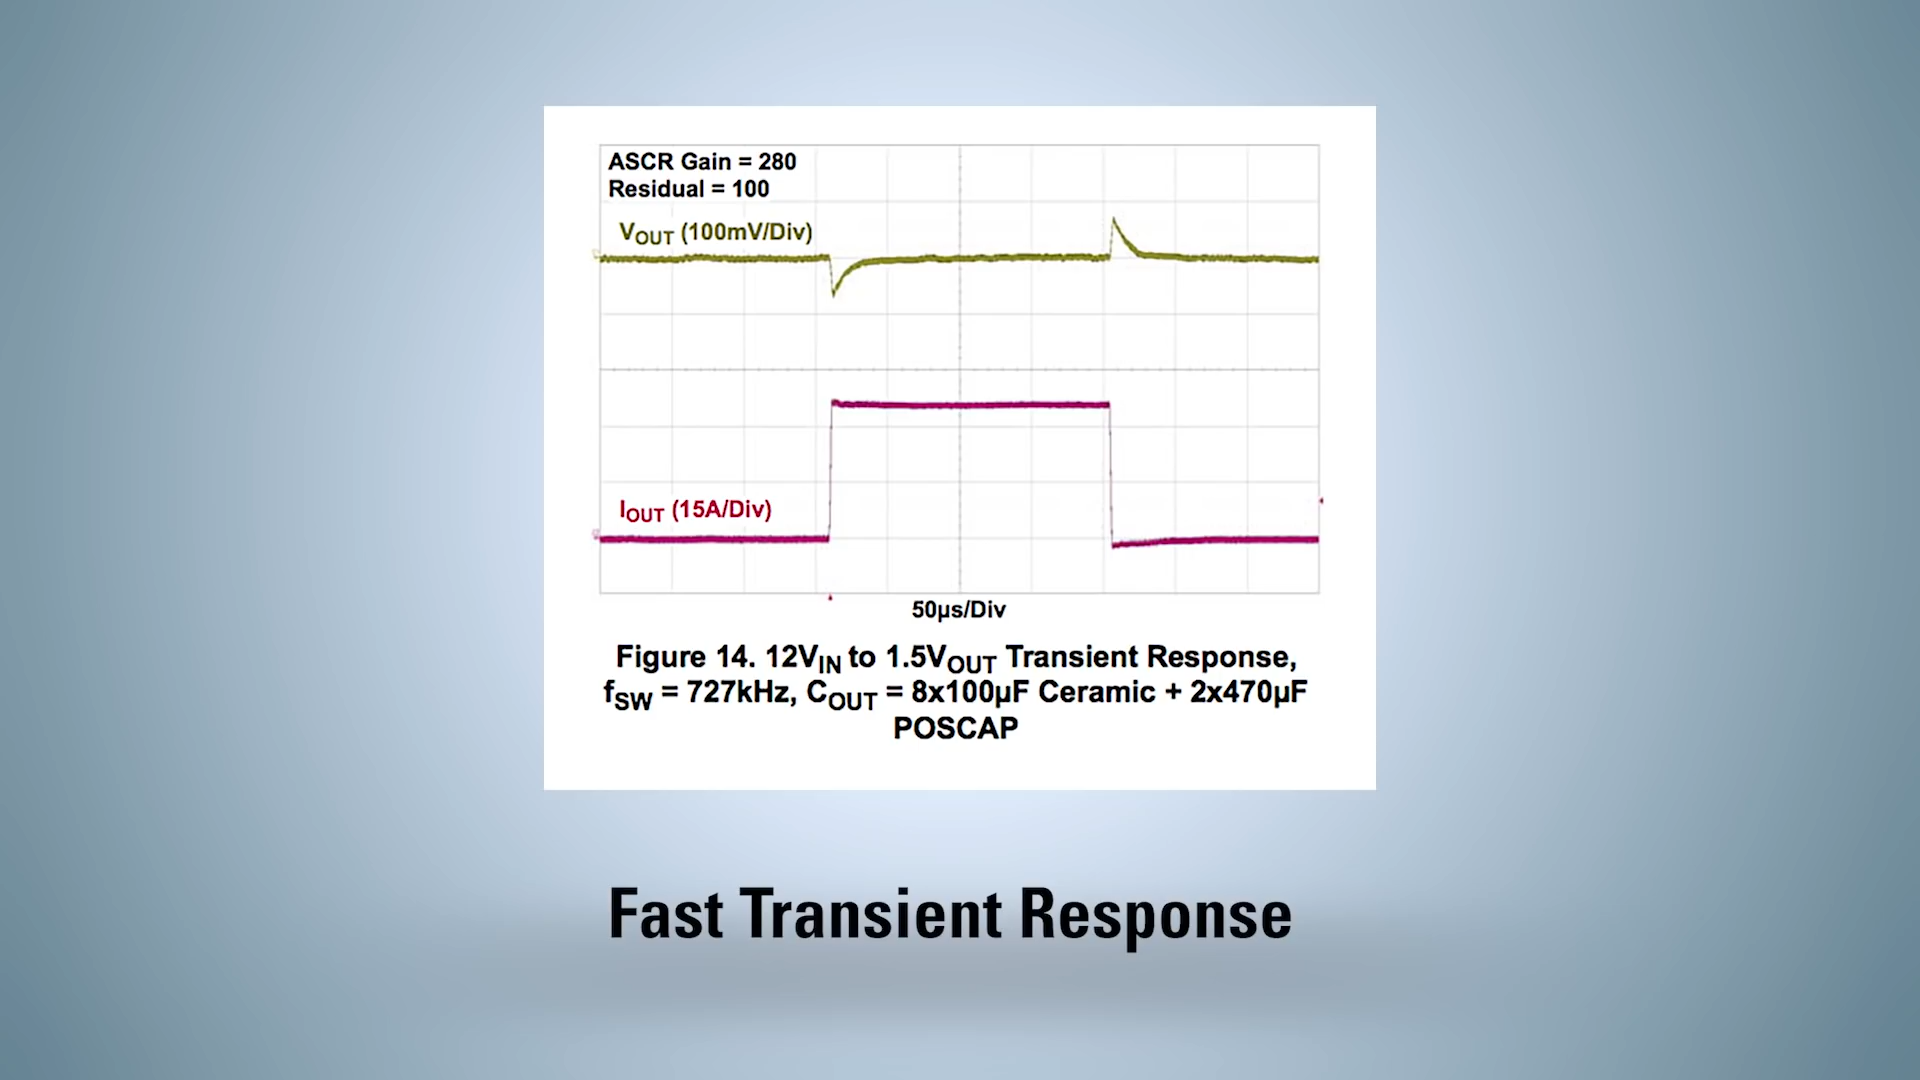 ASCR Gain = 280
Residual = 100
VOUT (100mV/Div)
IOUT (15A/Div)
50µs/Div
Figure 14. 12VIN to 1.5VOUT Transient Response,
fSW = 727kHz, COUT = 8x100µF Ceramic + 2x470µF
POSCAP
Fast Transient Response